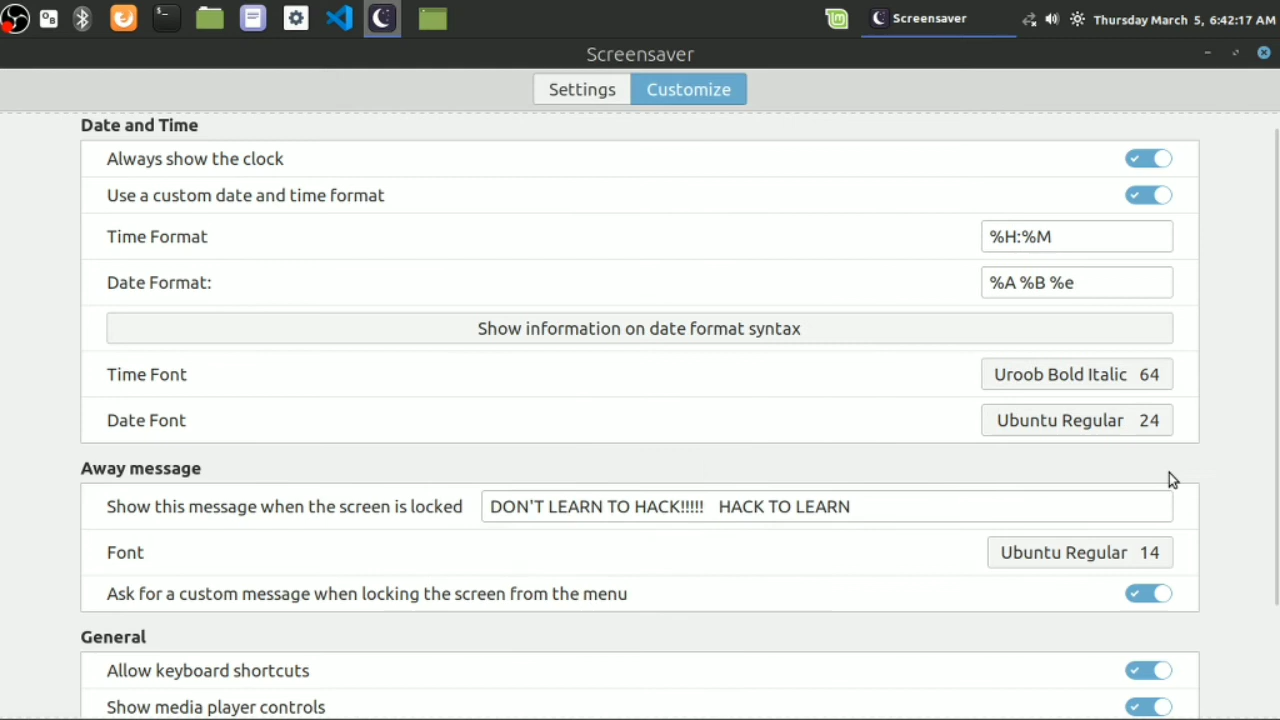 Screensaver
Thursday March 5, 6:42:17 AM
Screensaver
Settings
Customize
Date and Time
Always show the clock
Use a custom date and time format
Time Format
%H:%M
Date Format:
%A %B %e
Show information on date format syntax
Time Font
Uroob Bold Italic 64
Date Font
Ubuntu Regular 24
Away message
Show this message when the screen is locked
DON'T LEARN TO HACK!!!!! HACK TO LEARN
Font
Ubuntu Regular 14
Ask for a custom message when locking the screen from the menu
General
Allow keyboard shortcuts
Show media player controls